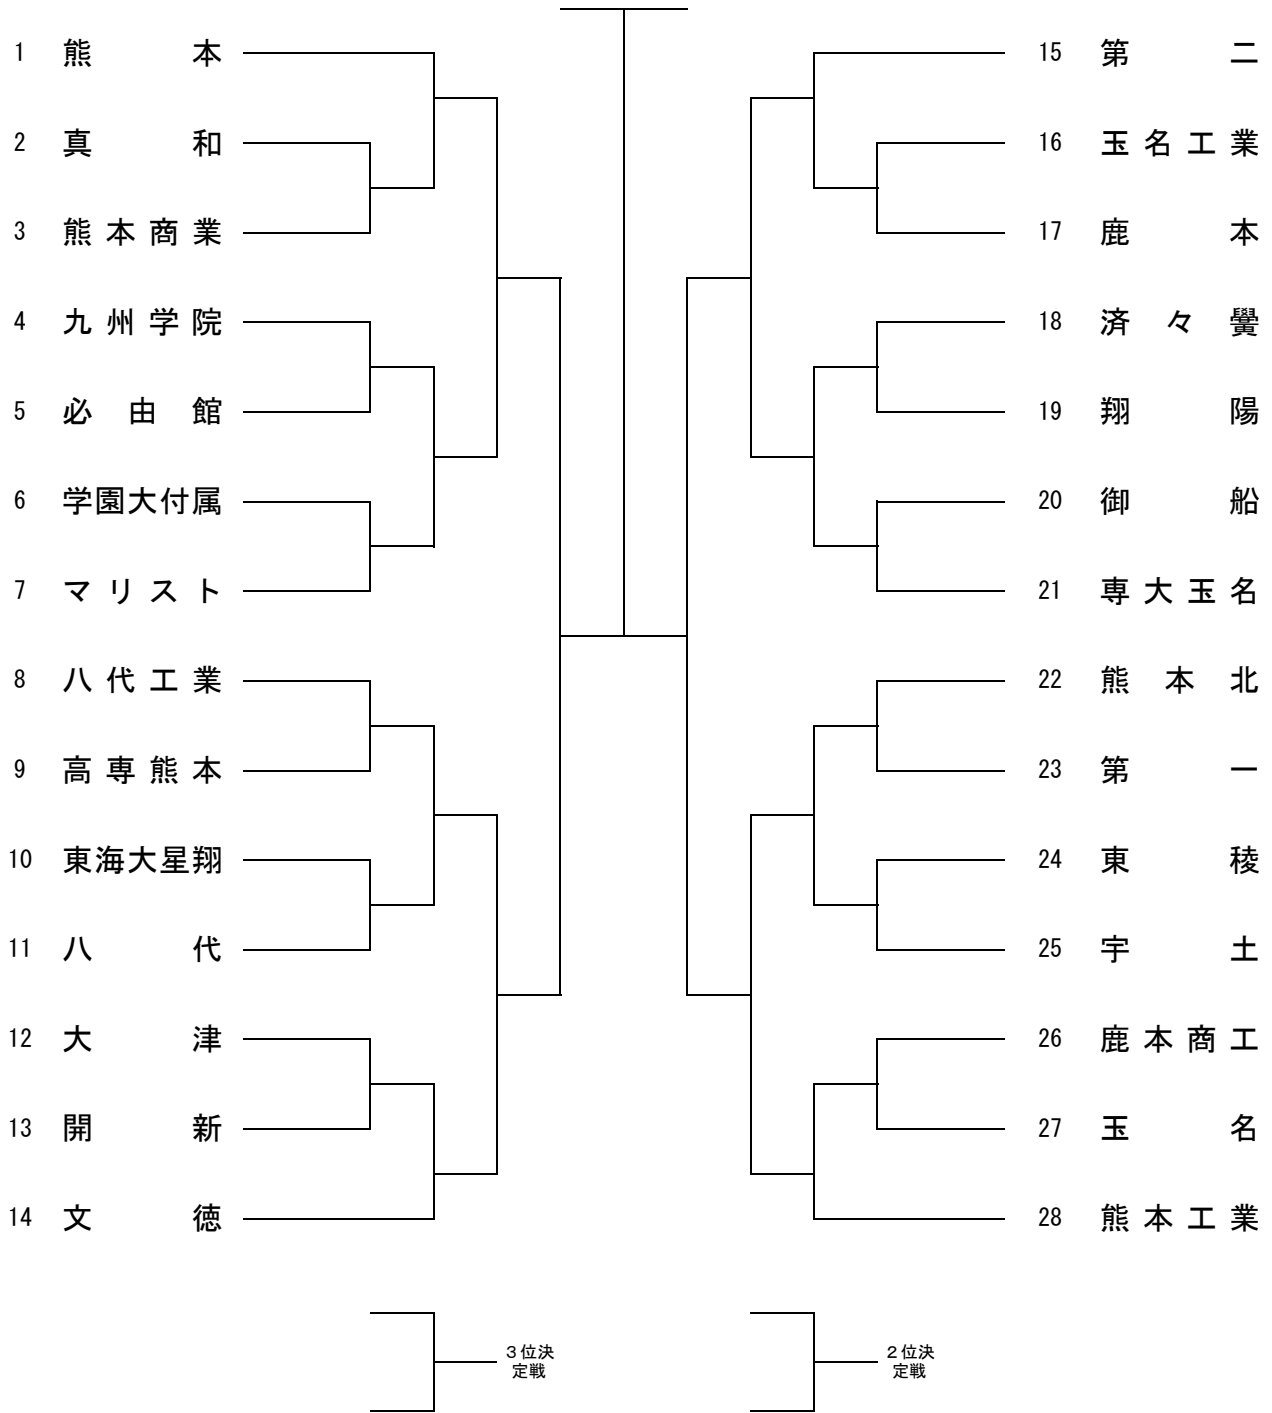 1 熊本
2 真和
3 熊本商業
4 九州学院
5 必由館
6 学園大付属
7 マリスト
8 八代工業
9 高専熊本
10 東海大星翔
11 八代
12 大津
13 開新
14 文徳
15 第二
16 玉名工業
17 鹿本
18 済々黌
19 翔陽
20 御船
21 専大玉名
22 熊本北
23 第一
24 東稜
25 宇土
26 鹿本商工
27 玉名
28 熊本工業
3位決
定戦
2位決
定戦